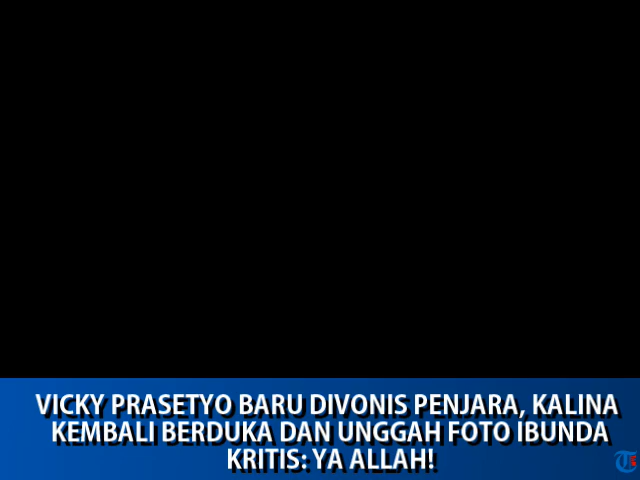 VICKY PRASETYO BARU DIVONIS PENJARA, KALINA
KEMBALI BERDUKA DAN UNGGAH FOTO IBUNDA
KRITIS: YA ALLAH!